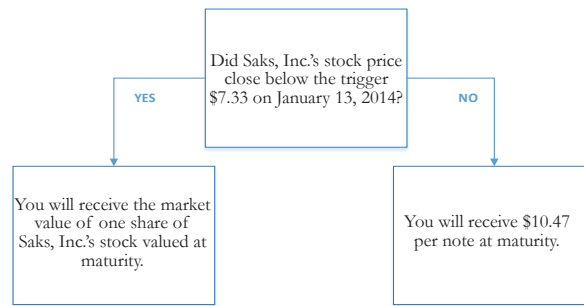 Did Saks, Inc.'s stock price
close below the trigger
$7.33 on January 13, 2014?
YES
NO
You will receive the market
value of one share of
Saks, Inc.'s stock valued at
maturity.
You will receive $10.47
per note at maturity.